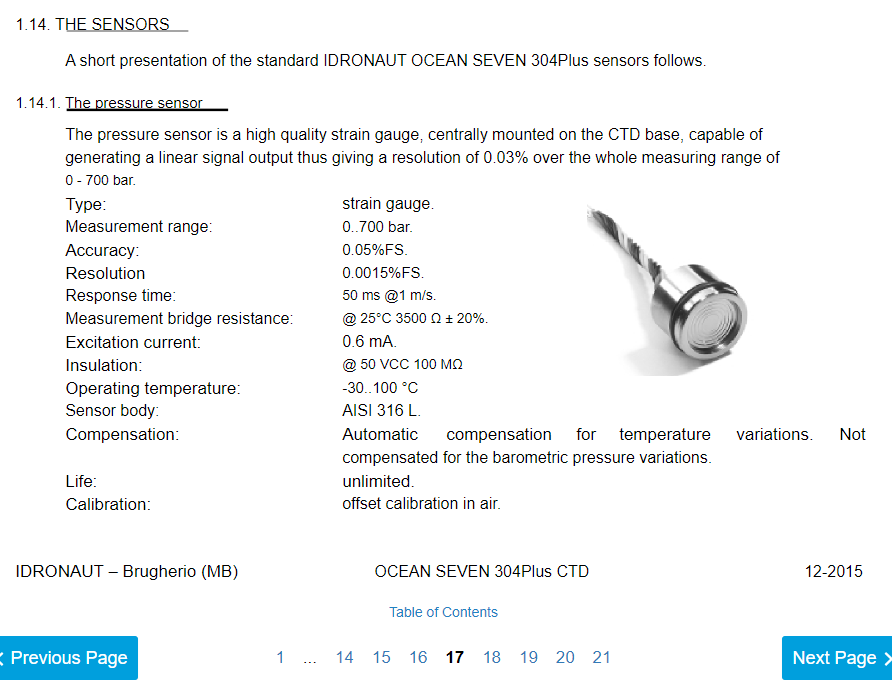 1.14. THE SENSORS
A short presentation of the standard IDRONAUT OCEAN SEVEN 304Plus sensors follows.
1.14.1. The pressure sensor
The pressure sensor is a high quality strain gauge, centrally mounted on the CTD base, capable of
generating a linear signal output thus giving a resolution of 0.03% over the whole measuring range of
0 - 700 bar.
Type: strain gauge.
Measurement range: 0..700 bar.
Accuracy: 0.05%FS.
Resolution 0.0015%FS.
Response time: 50 ms @1 m/s.
Measurement bridge resistance: @ 25°C 3500 Ω ± 20%.
Excitation current: 0.6 mA.
Insulation: @ 50 VCC 100 MΩ
Operating temperature: -30..100 °C
Sensor body: AISI 316 L.
Compensation: Automatic compensation for temperature variations. Not
compensated for the barometric pressure variations.
Life: unlimited.
Calibration: offset calibration in air.
IDRONAUT – Brugherio (MB) OCEAN SEVEN 304Plus CTD 12-2015
Table of Contents
‹ Previous Page 1 ... 14 15 16 17 18 19 20 21 Next Page ›